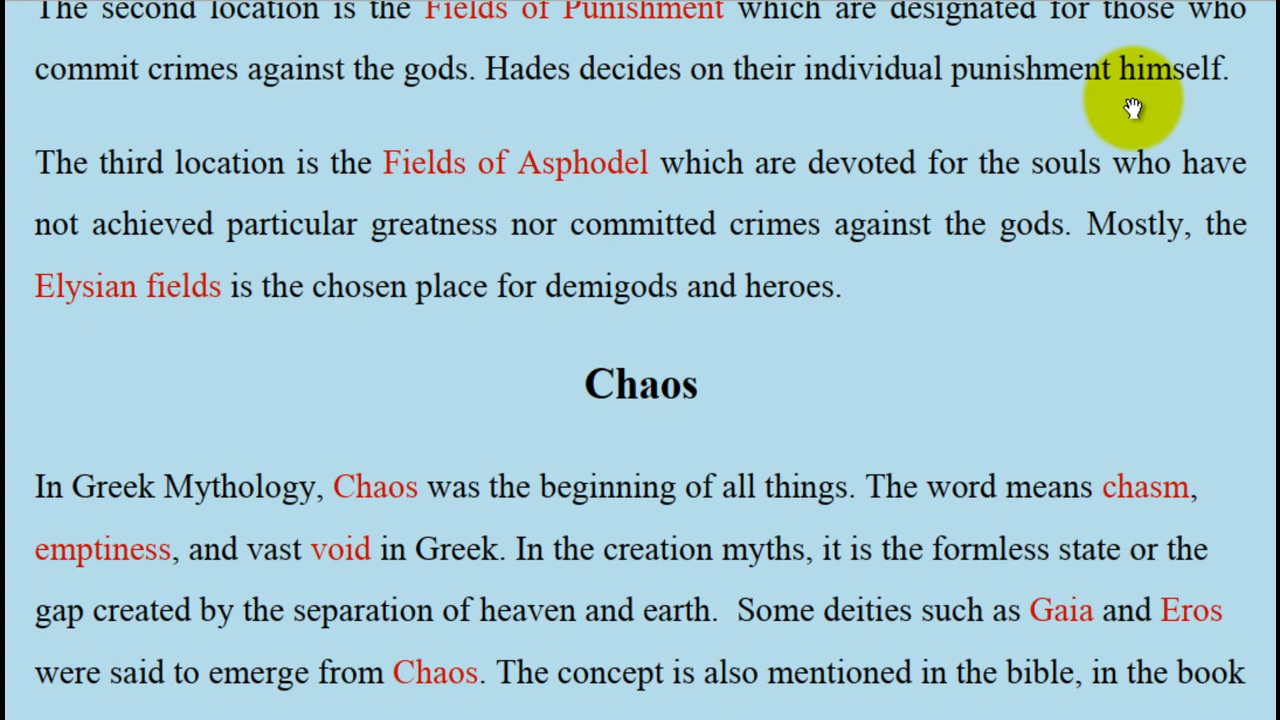 The second location is the Fields of Punishment which are designated for those who
commit crimes against the gods. Hades decides on their individual punishment himself.
The third location is the Fields of Asphodel which are devoted for the souls who have
not achieved particular greatness nor committed crimes against the gods. Mostly, the
Elysian fields is the chosen place for demigods and heroes.
Chaos
In Greek Mythology, Chaos was the beginning of all things. The word means chasm,
emptiness, and vast void in Greek. In the creation myths, it is the formless state or the
gap created by the separation of heaven and earth.  Some deities such as Gaia and Eros
were said to emerge from Chaos. The concept is also mentioned in the bible, in the book